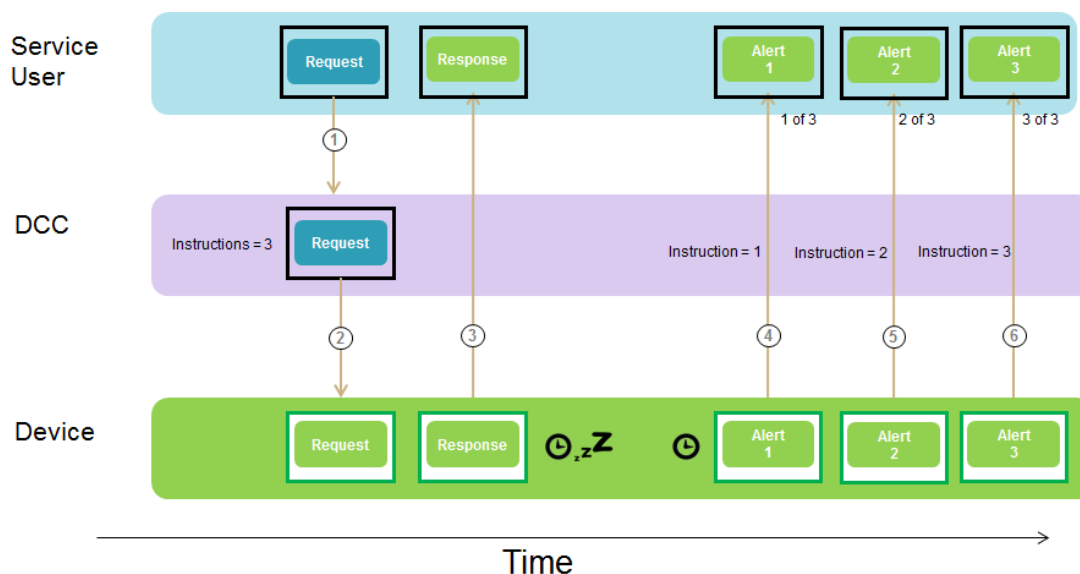 Service
User
Request
Response
Alert
1
Alert
2
Alert
3
1 of 3
2 of 3
3 of 3
1
DCC
Instructions = 3
Request
Instruction = 1
Instruction = 2
Instruction = 3
2
3
4
5
6
Device
Request
Response
z z Z
Alert
1
Alert
2
Alert
3
Time